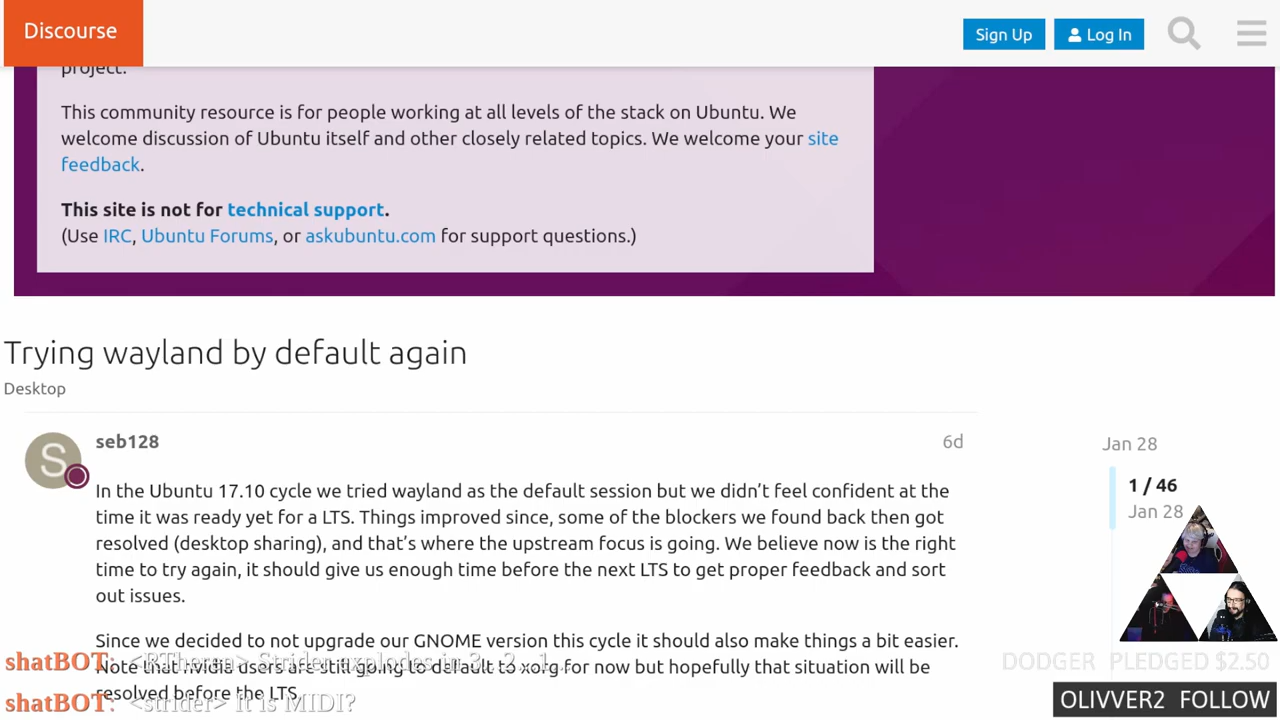 Discourse
Sign Up
Log In
project.
This community resource is for people working at all levels of the stack on Ubuntu. We
welcome discussion of Ubuntu itself and other closely related topics. We welcome your site
feedback.
This site is not for technical support.
(Use IRC, Ubuntu Forums, or askubuntu.com for support questions.)
Trying wayland by default again
Desktop
S
seb128
6d
In the Ubuntu 17.10 cycle we tried wayland as the default session but we didn't feel confident at the
time it was ready yet for a LTS. Things improved since, some of the blockers we found back then got
resolved (desktop sharing), and that's where the upstream focus is going. We believe now is the right
time to try again, it should give us enough time before the next LTS to get proper feedback and sort
out issues.
Since we decided to not upgrade our GNOME version this cycle it should also make things a bit easier.
Note that nvidia users are still going to default to xorg for now but hopefully that situation will be
resolved before the LTS.
Jan 28
1 / 46
Jan 28
shatBOT: <RTheren> Strider explodes in 3.. 2.. 1..
shatBOT: <strider> It is MIDI?
DODGER PLEDGED $2.50
OLIVVER2 FOLLOW